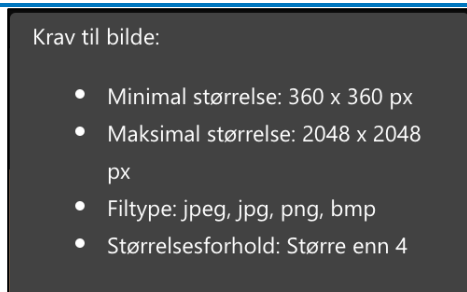 Krav til bilde:
• Minimal størrelse: 360 x 360 px
• Maksimal størrelse: 2048 x 2048
px
• Filtype: jpeg, jpg, png, bmp
• Størrelsesforhold: Større enn 4